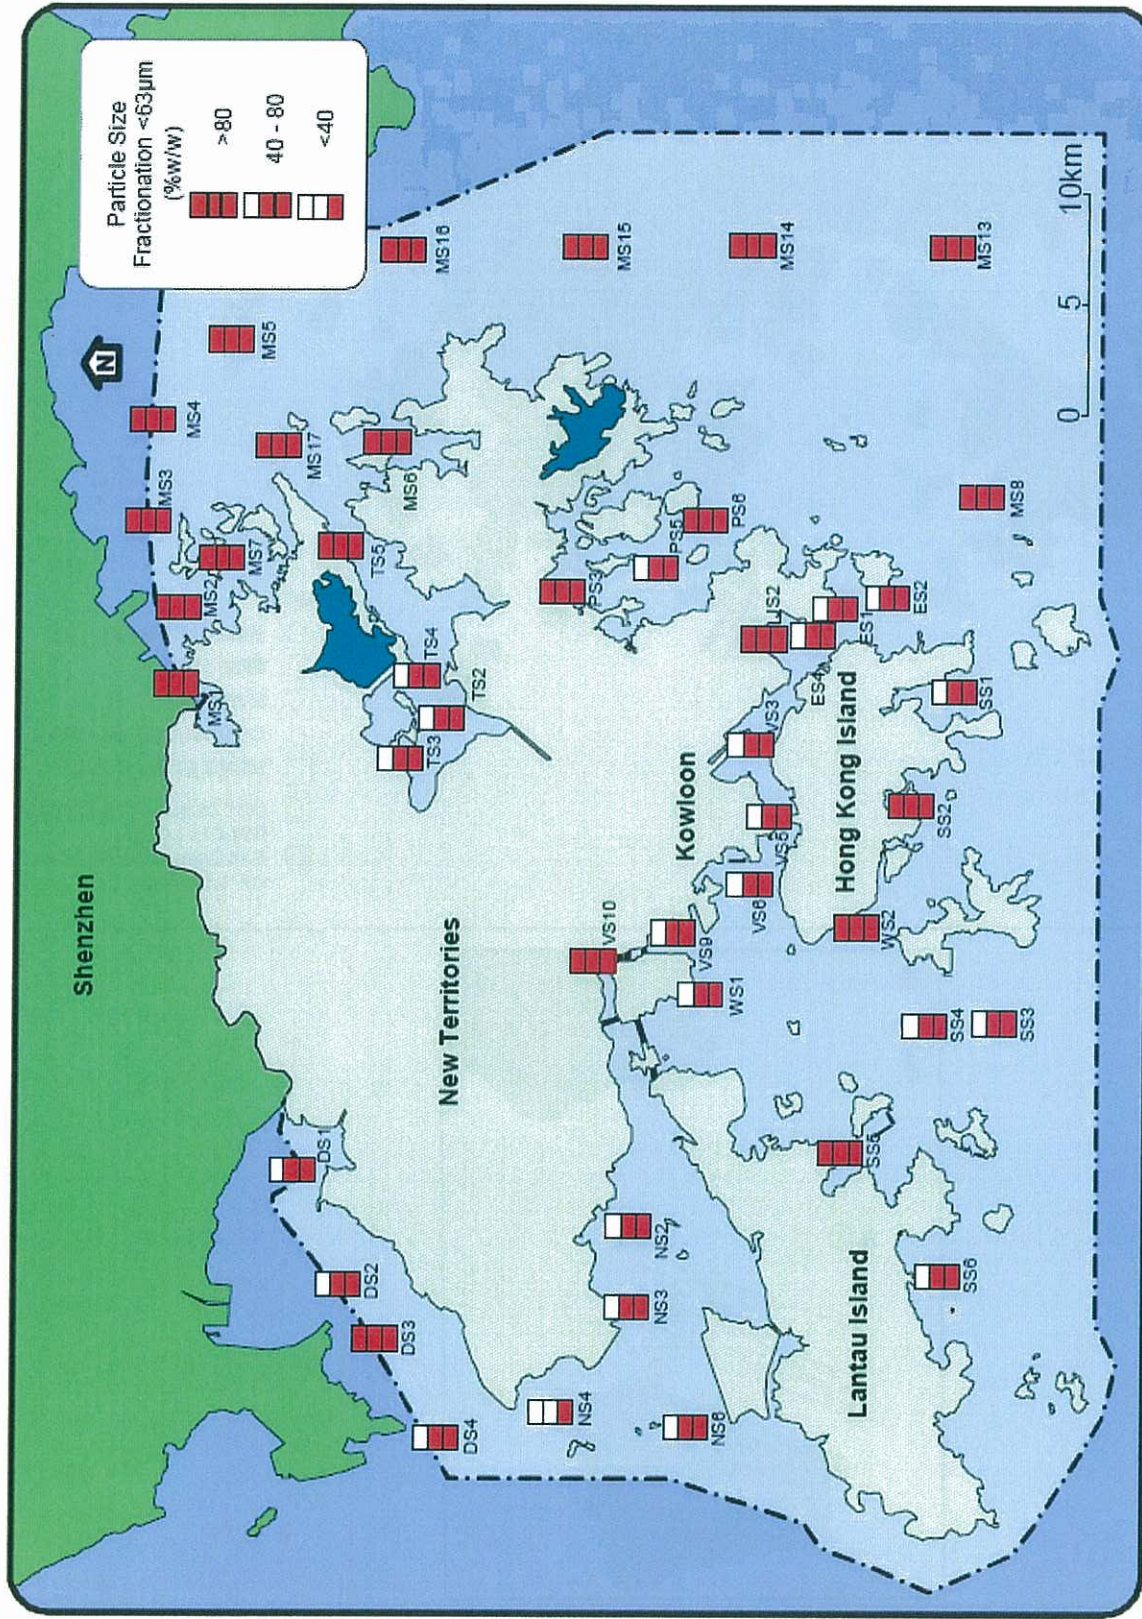 Particle Size
Fractionation <63µm
(%w/w)
>80
40 - 80
<40
N
Shenzhen
MS1
MS2
MS3
MS4
MS5
MS7
MS17
MS6
MS16
MS15
MS14
MS13
MS8
TS5
TS4
TS2
TS3
DS1
DS2
DS3
DS4
New Territories
NS2
NS3
NS4
NS6
VS10
VS9
WS1
VS6
VS5
VS3
Kowloon
PS3
PS5
PS6
JS2
ES4
ES1
ES2
Hong Kong Island
WS2
SS2
SS1
SS4
SS3
SS5
SS6
Lantau Island
0
5
10km